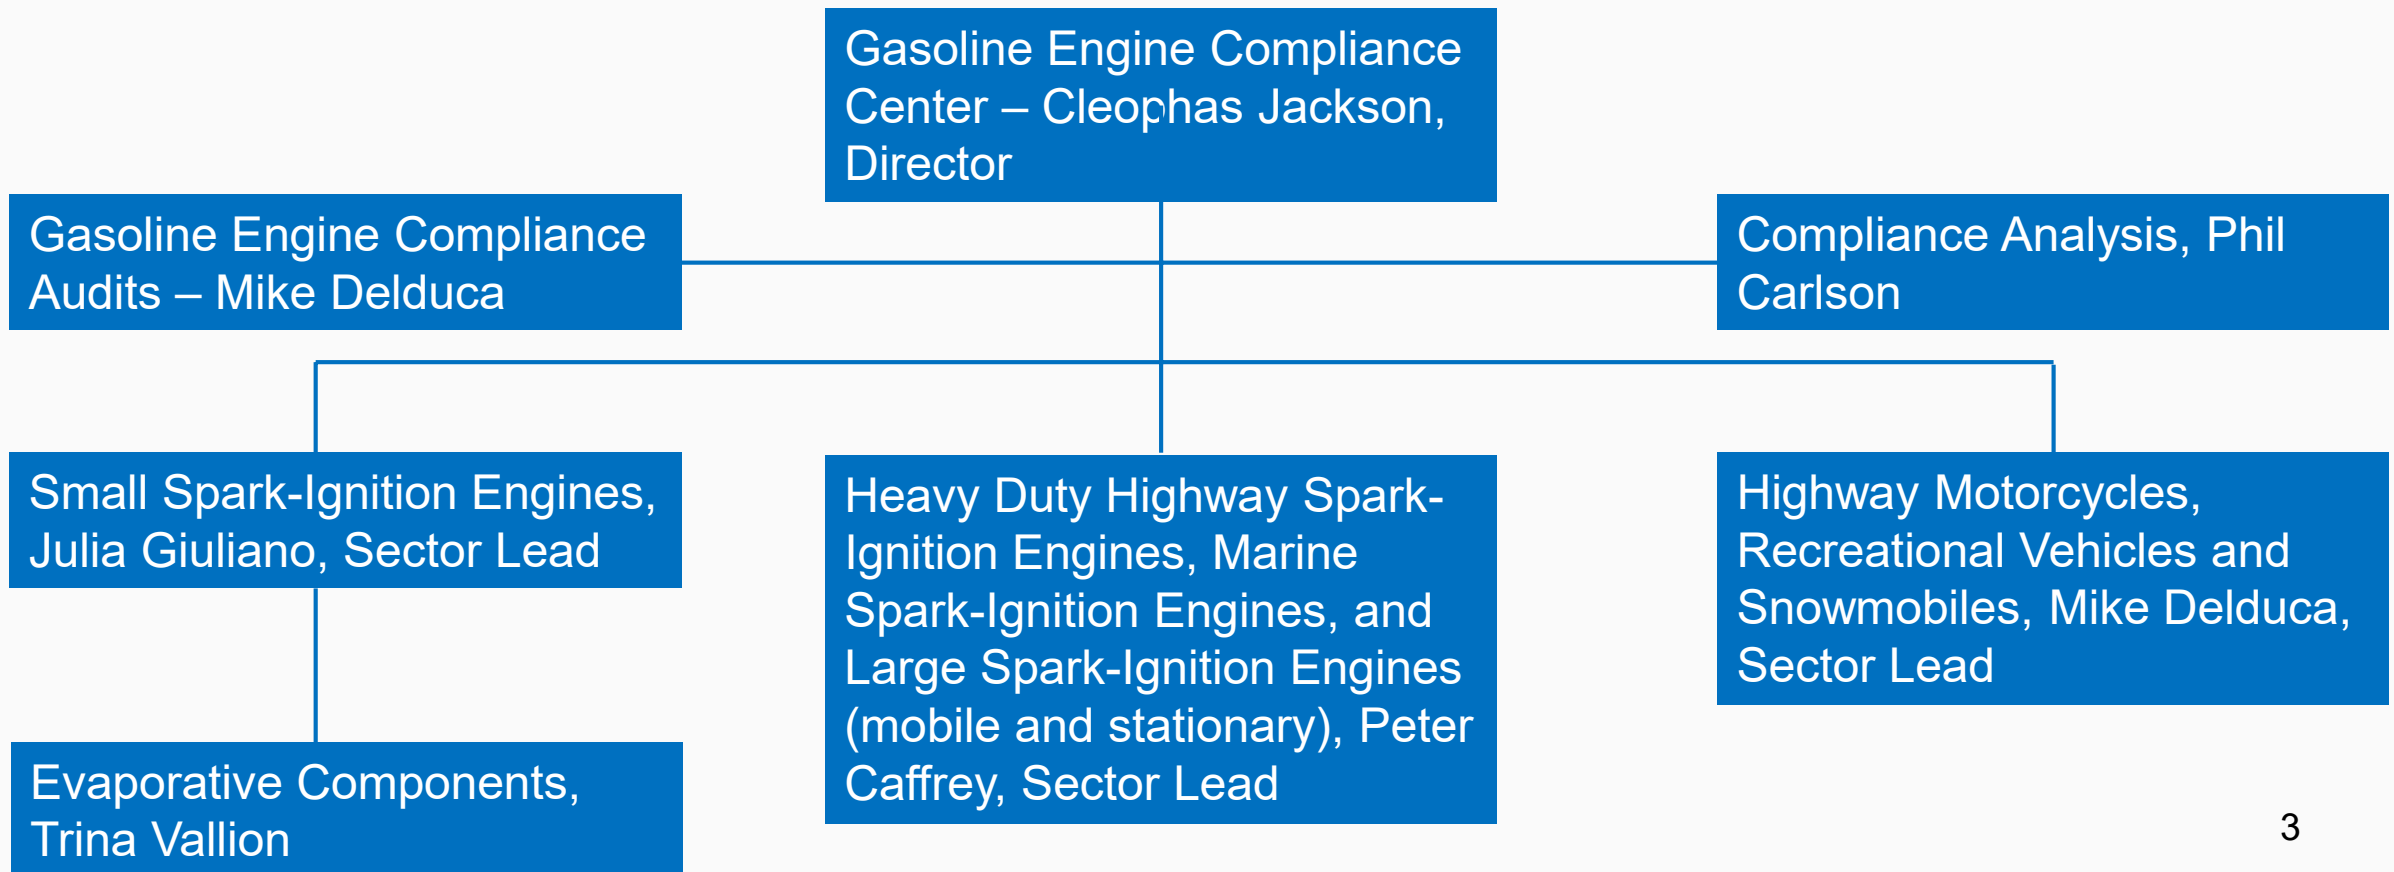 Gasoline Engine Compliance
Center – Cleophas Jackson,
Director
Gasoline Engine Compliance
Audits – Mike Delduca
Compliance Analysis, Phil
Carlson
Small Spark-Ignition Engines,
Julia Giuliano, Sector Lead
Heavy Duty Highway Spark-
Ignition Engines, Marine
Spark-Ignition Engines, and
Large Spark-Ignition Engines
(mobile and stationary), Peter
Caffrey, Sector Lead
Highway Motorcycles,
Recreational Vehicles and
Snowmobiles, Mike Delduca,
Sector Lead
Evaporative Components,
Trina Vallion
3